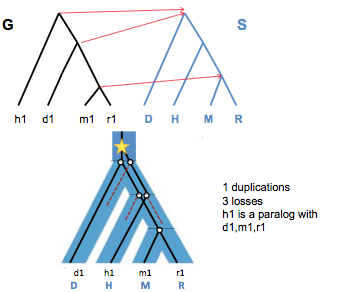 G S
h1 d1 m1 r1 D H M R
1 duplications
3 losses
h1 is a paralog with
d1,m1,r1
d1 h1 m1 r1
D H M R